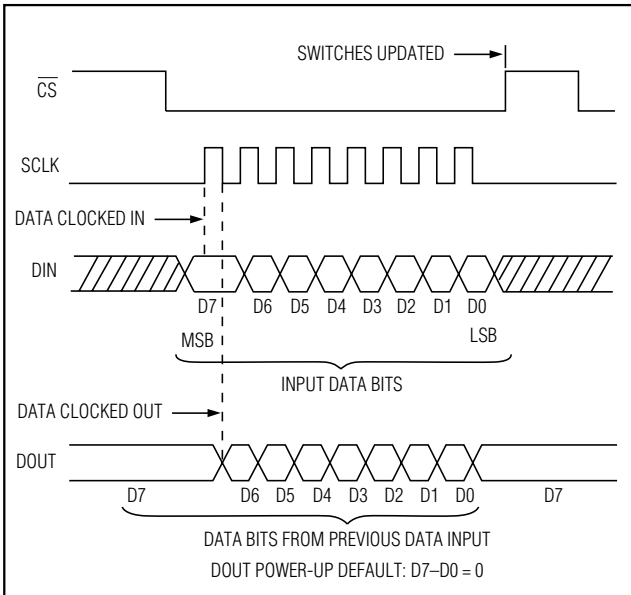 SWITCHES UPDATED
CS
SCLK
DATA CLOCKED IN
DIN
D7 D6 D5 D4 D3 D2 D1 D0
MSB LSB
INPUT DATA BITS
DATA CLOCKED OUT
DOUT
D7 D6 D5 D4 D3 D2 D1 D0 D7
DATA BITS FROM PREVIOUS DATA INPUT
DOUT POWER-UP DEFAULT: D7–D0 = 0